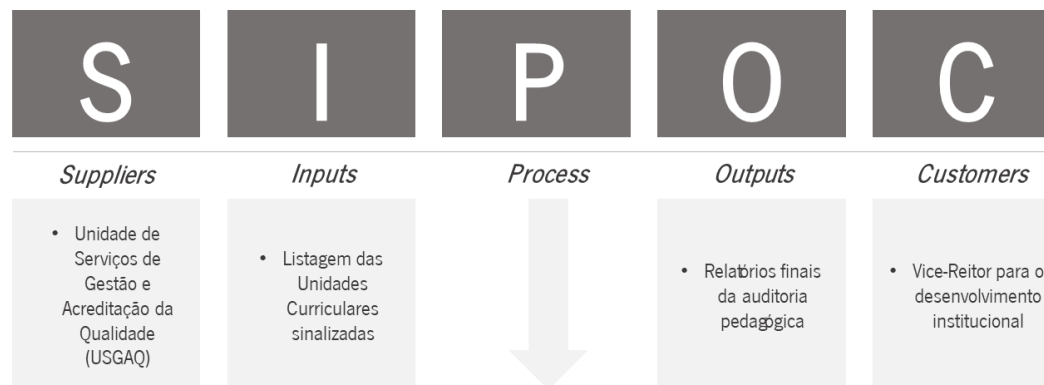 S I P O C
Suppliers Inputs Process Outputs Customers
• Unidade de
Serviços de
Gestão e
Acreditação da
Qualidade
(USGAQ)
• Listagem das
Unidades
Curriculares
sinalizadas
• Relatórios finais
da auditoria
pedagógica
• Vice-Reitor para o
desenvolvimento
institucional